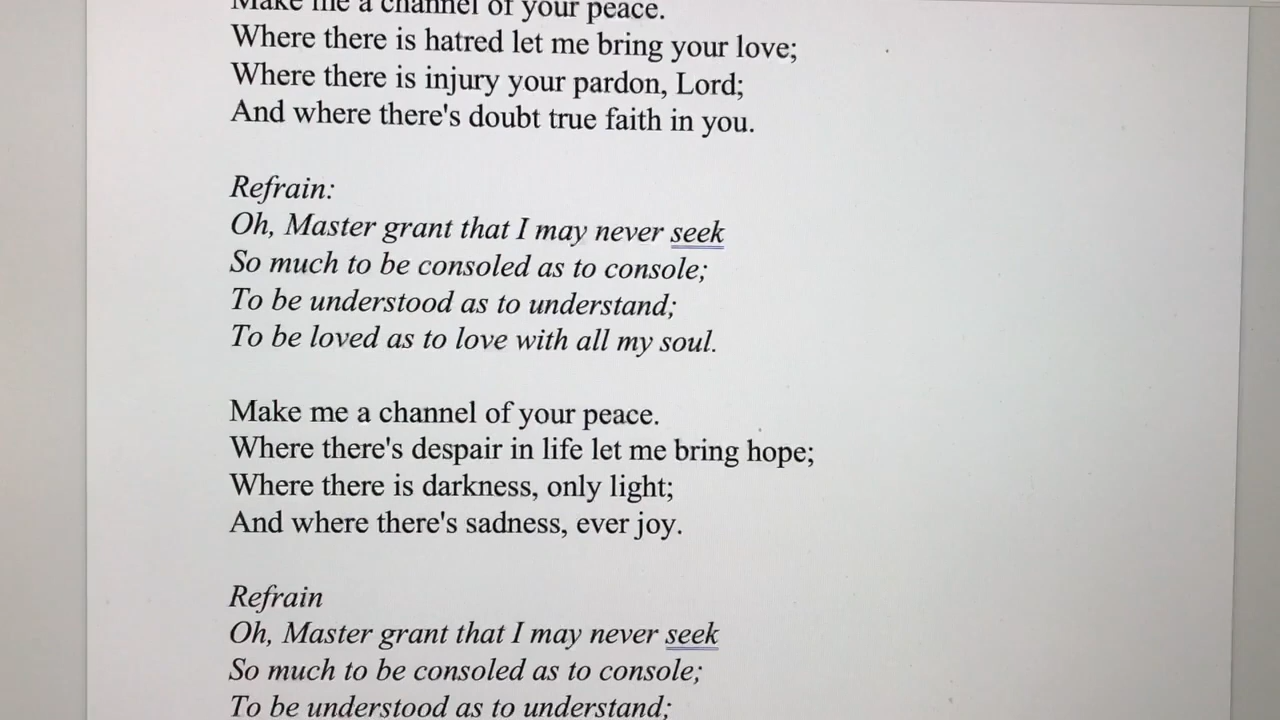 Make me a channel of your peace.
Where there is hatred let me bring your love;
Where there is injury your pardon, Lord;
And where there's doubt true faith in you.
Refrain:
Oh, Master grant that I may never seek
So much to be consoled as to console;
To be understood as to understand;
To be loved as to love with all my soul.
Make me a channel of your peace.
Where there's despair in life let me bring hope;
Where there is darkness, only light;
And where there's sadness, ever joy.
Refrain
Oh, Master grant that I may never seek
So much to be consoled as to console;
To be understood as to understand;